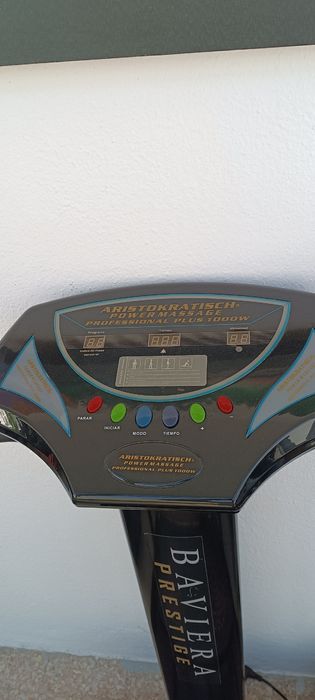 ARISTOKRATISCH
POWER MASSAGE
PROFESSIONAL PLUS 1000W
PARAR
INICIAR
MODO
TIEMPO
+
-
ARISTOKRATISCH
POWER MASSAGE
PROFESSIONAL PLUS 1000W
BAVIERA
PRESTIGE